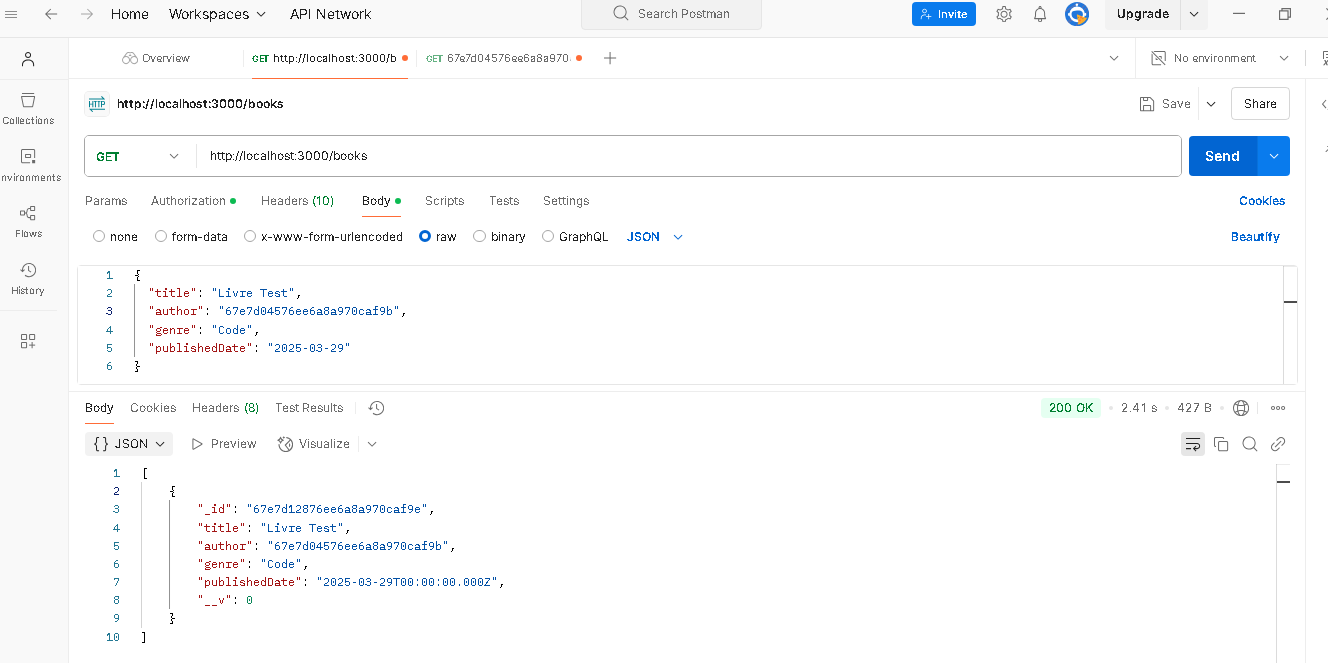 Home Workspaces API Network Search Postman Invite Upgrade
Overview GET http://localhost:3000/b GET 67e7d04576ee6a8a970 No environment
HTTP http://localhost:3000/books Save Share
GET http://localhost:3000/books Send
Collections
nvironments
Flows
History
Params Authorization Headers (10) Body Scripts Tests Settings Cookies
none form-data x-www-form-urlencoded raw binary GraphQL JSON Beautify
1 {
2 "title": "Livre Test",
3 "author": "67e7d04576ee6a8a970caf9b",
4 "genre": "Code",
5 "publishedDate": "2025-03-29"
6 }
Body Cookies Headers (8) Test Results 200 OK 2.41 s 427 B
{} JSON Preview Visualize
1 [
2 {
3 "_id": "67e7d12876ee6a8a970caf9e",
4 "title": "Livre Test",
5 "author": "67e7d04576ee6a8a970caf9b",
6 "genre": "Code",
7 "publishedDate": "2025-03-29T00:00:00.000Z",
8 "__v": 0
9 }
10 ]